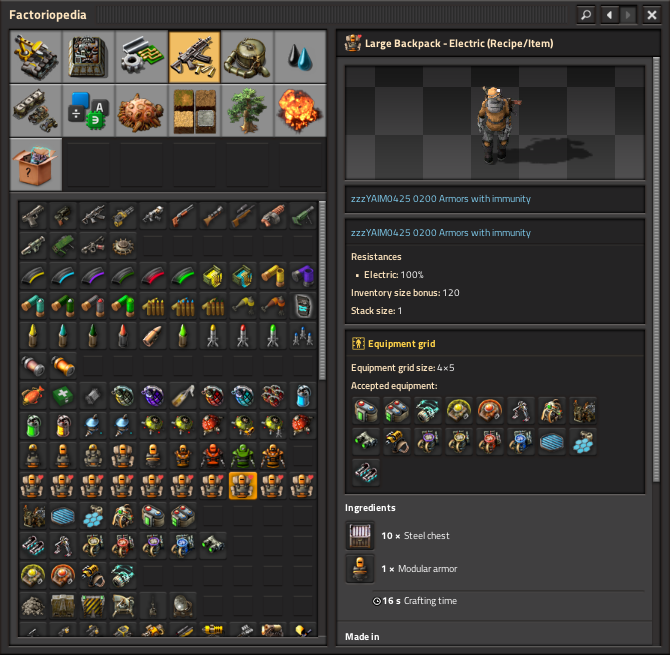 Factoriopedia
Large Backpack - Electric (Recipe/Item)
zzzYAIM0425 0200 Armors with immunity
zzzYAIM0425 0200 Armors with immunity
Resistances
• Electric: 100%
Inventory size bonus: 120
Stack size: 1
Equipment grid
Equipment grid size: 4×5
Accepted equipment:
Ingredients
10 × Steel chest
1 × Modular armor
16 s Crafting time
Made in